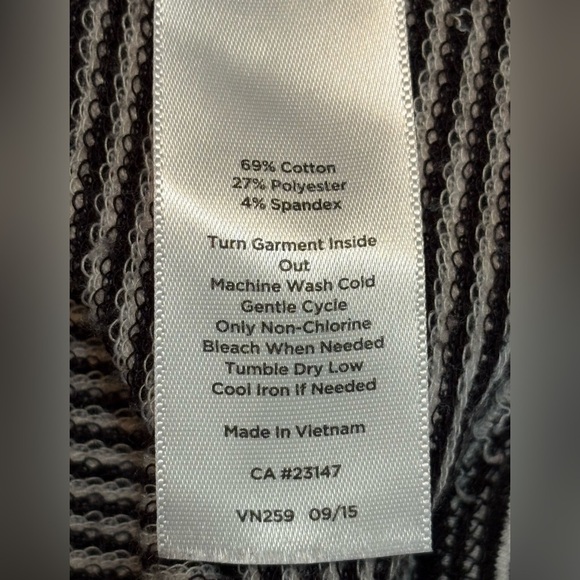 69% Cotton
27% Polyester
4% Spandex
Turn Garment Inside
Out
Machine Wash Cold
Gentle Cycle
Only Non-Chlorine
Bleach When Needed
Tumble Dry Low
Cool Iron If Needed
Made In Vietnam
CA #23147
VN259 09/15